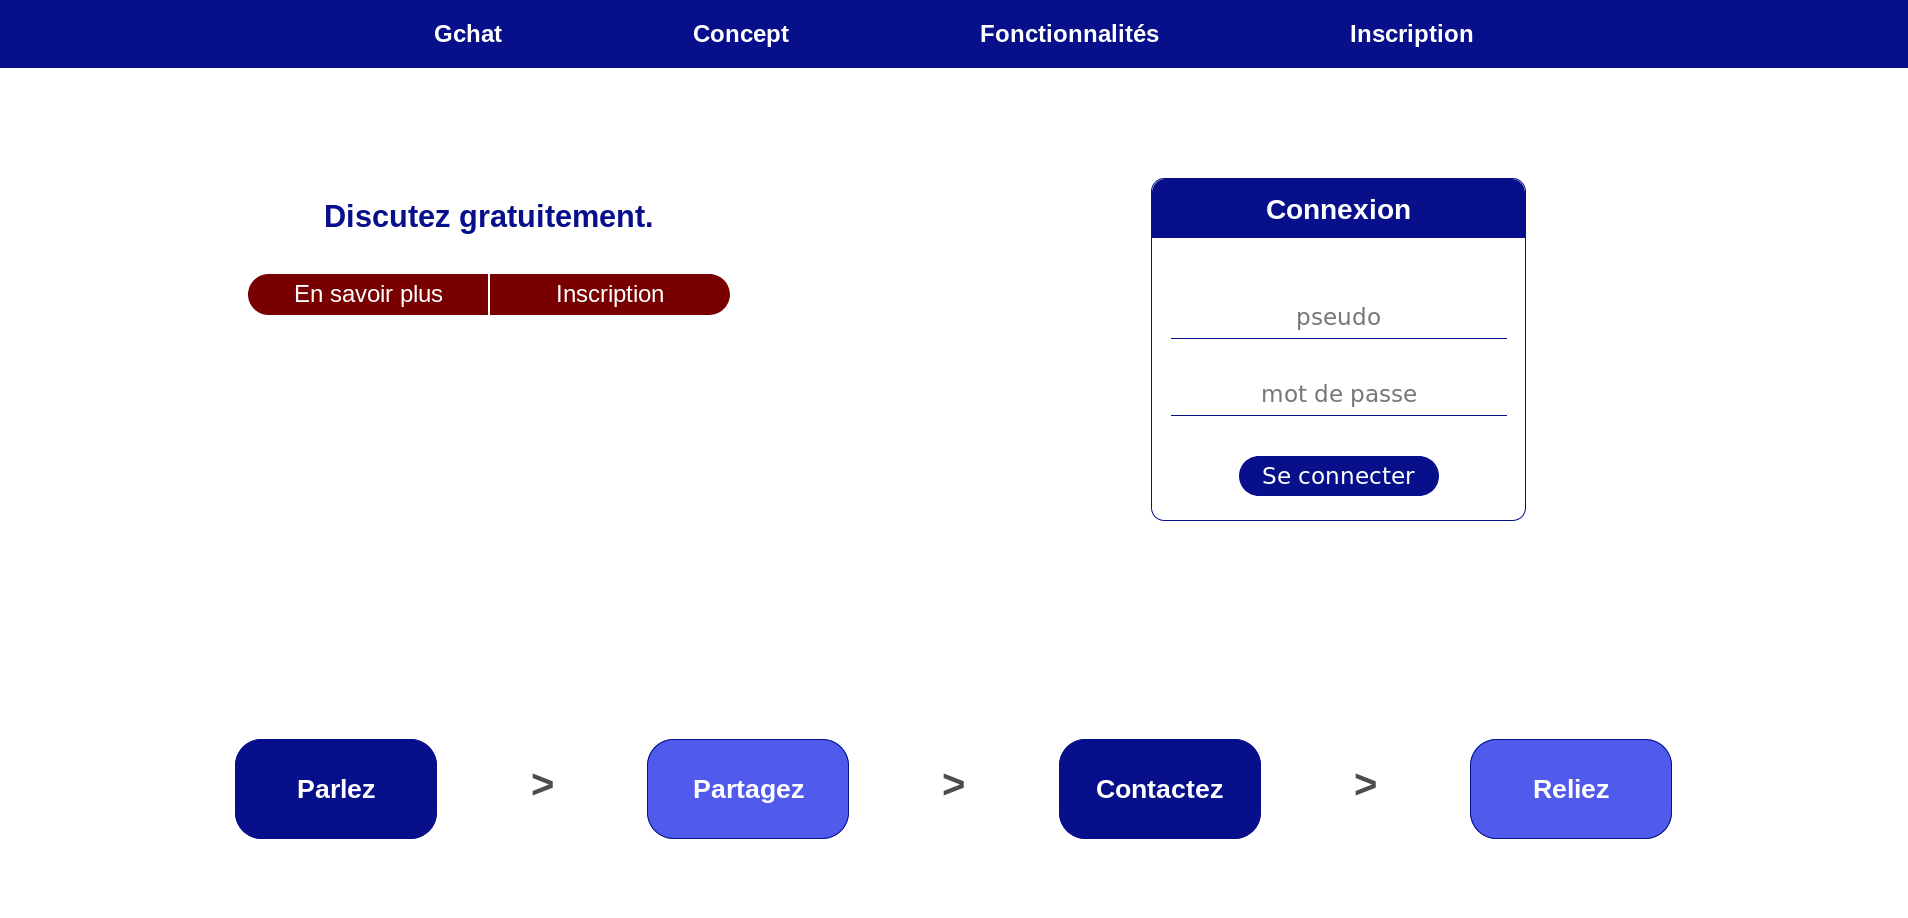 Gchat Concept Fonctionnalités Inscription
Discutez gratuitement.
En savoir plus Inscription
Connexion
pseudo
mot de passe
Se connecter
Parlez > Partagez > Contactez > Reliez